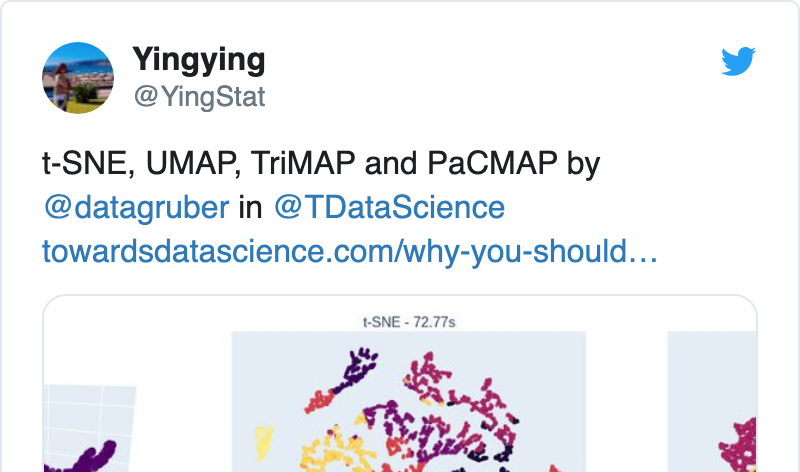 Yingying
@YingStat
t-SNE, UMAP, TriMAP and PaCMAP by
@datagruber in @TDataScience
towardsdatascience.com/why-you-should…
t-SNE - 72.77s